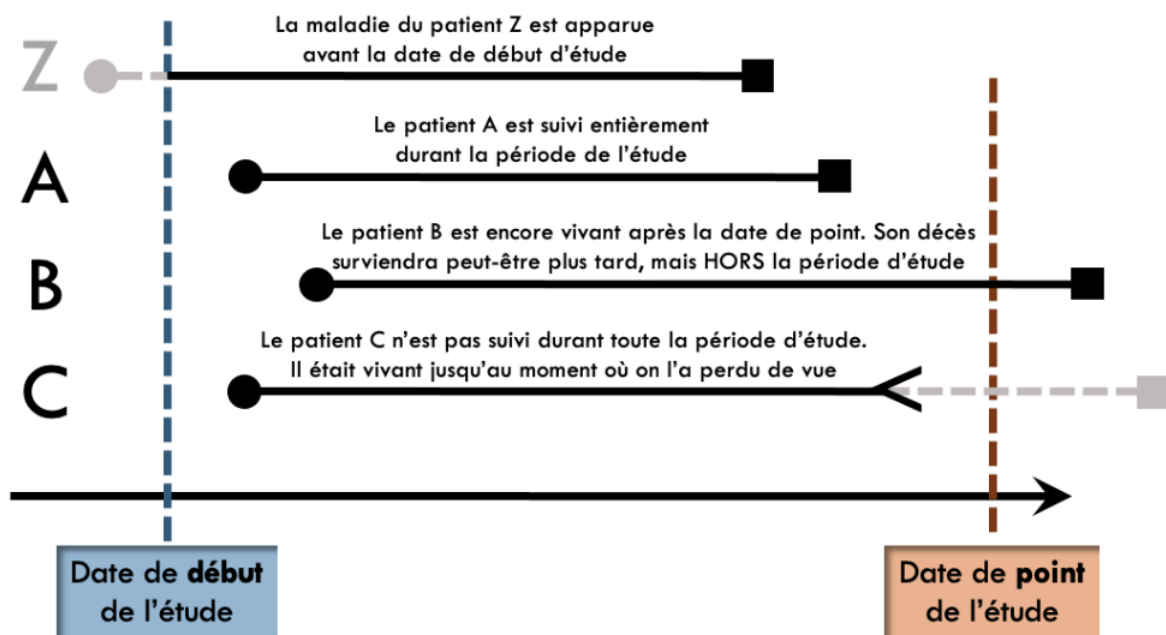 La maladie du patient Z est apparue
avant la date de début d'étude
Z
Le patient A est suivi entièrement
durant la période de l'étude
A
Le patient B est encore vivant après la date de point. Son décès
surviendra peut-être plus tard, mais HORS la période d'étude
B
Le patient C n'est pas suivi durant toute la période d'étude.
Il était vivant jusqu'au moment où on l'a perdu de vue
C
Date de début
de l'étude
Date de point
de l'étude